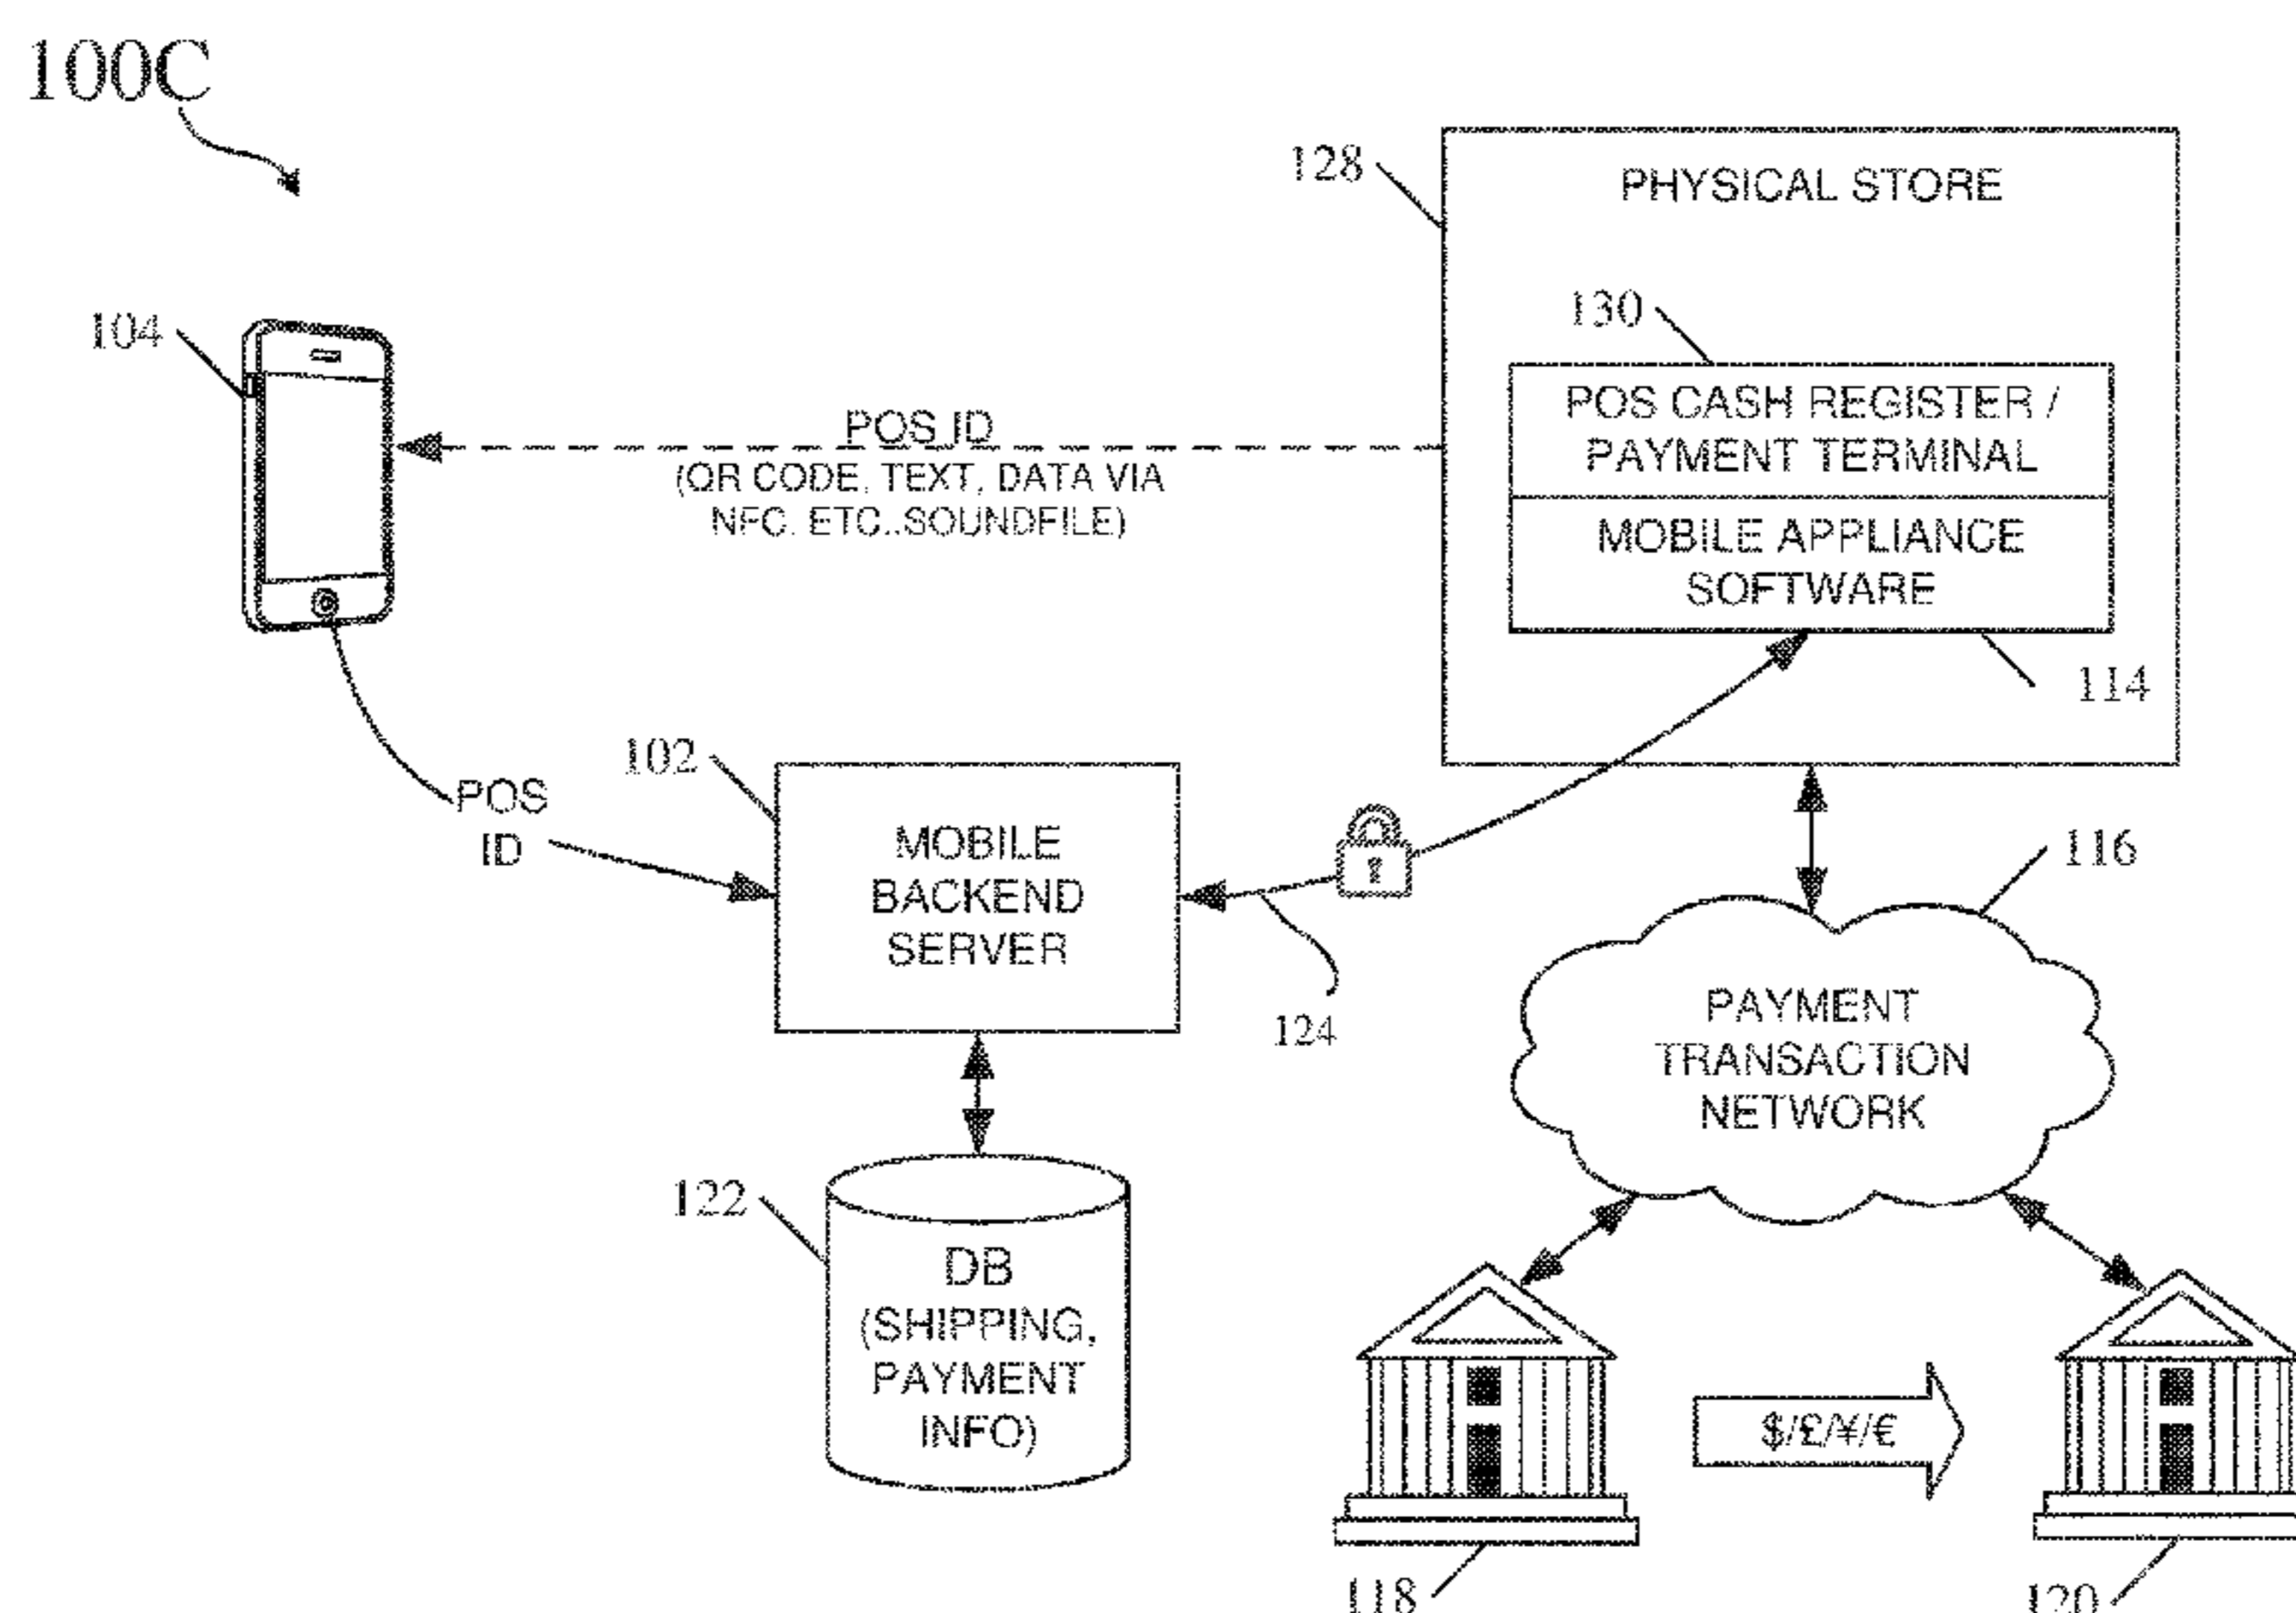 100C
128
PHYSICAL STORE
130
104
POS CASH REGISTER /
PAYMENT TERMINAL
POS ID
(QR CODE, TEXT, DATA VIA
NFC, ETC..SOUNDFILE)
MOBILE APPLIANCE
SOFTWARE
114
102
POS
ID
MOBILE
BACKEND
SERVER
116
124
PAYMENT
TRANSACTION
NETWORK
122
DB
(SHIPPING,
PAYMENT
INFO)
$/£/¥/€
118
120